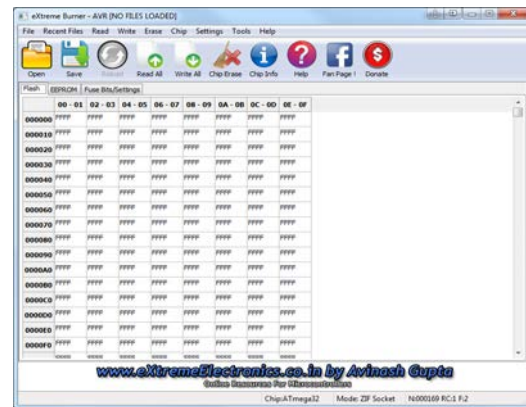 eXtreme Burner - AVR [NO FILES LOADED]
File Recent Files Read Write Erase Chip Settings Tools Help
Open Save Reload Read All Write All Chip Erase Chip Info Help Fan Page ! Donate
Flash EEPROM Fuse Bits/Settings
00 - 01 02 - 03 04 - 05 06 - 07 08 - 09 0A - 0B 0C - 0D 0E - 0F
000000 FFFF FFFF FFFF FFFF FFFF FFFF FFFF FFFF
000010 FFFF FFFF FFFF FFFF FFFF FFFF FFFF FFFF
000020 FFFF FFFF FFFF FFFF FFFF FFFF FFFF FFFF
000030 FFFF FFFF FFFF FFFF FFFF FFFF FFFF FFFF
000040 FFFF FFFF FFFF FFFF FFFF FFFF FFFF FFFF
000050 FFFF FFFF FFFF FFFF FFFF FFFF FFFF FFFF
000060 FFFF FFFF FFFF FFFF FFFF FFFF FFFF FFFF
000070 FFFF FFFF FFFF FFFF FFFF FFFF FFFF FFFF
000080 FFFF FFFF FFFF FFFF FFFF FFFF FFFF FFFF
000090 FFFF FFFF FFFF FFFF FFFF FFFF FFFF FFFF
0000A0 FFFF FFFF FFFF FFFF FFFF FFFF FFFF FFFF
0000B0 FFFF FFFF FFFF FFFF FFFF FFFF FFFF FFFF
0000C0 FFFF FFFF FFFF FFFF FFFF FFFF FFFF FFFF
0000D0 FFFF FFFF FFFF FFFF FFFF FFFF FFFF FFFF
0000E0 FFFF FFFF FFFF FFFF FFFF FFFF FFFF FFFF
0000F0 FFFF FFFF FFFF FFFF FFFF FFFF FFFF FFFF
www.eXtremeElectronics.co.in by Avinash Gupta
Online Resources For Microcontrollers
Chip:ATmega32 Mode: ZIF Socket N:000169 RC:1 F:2